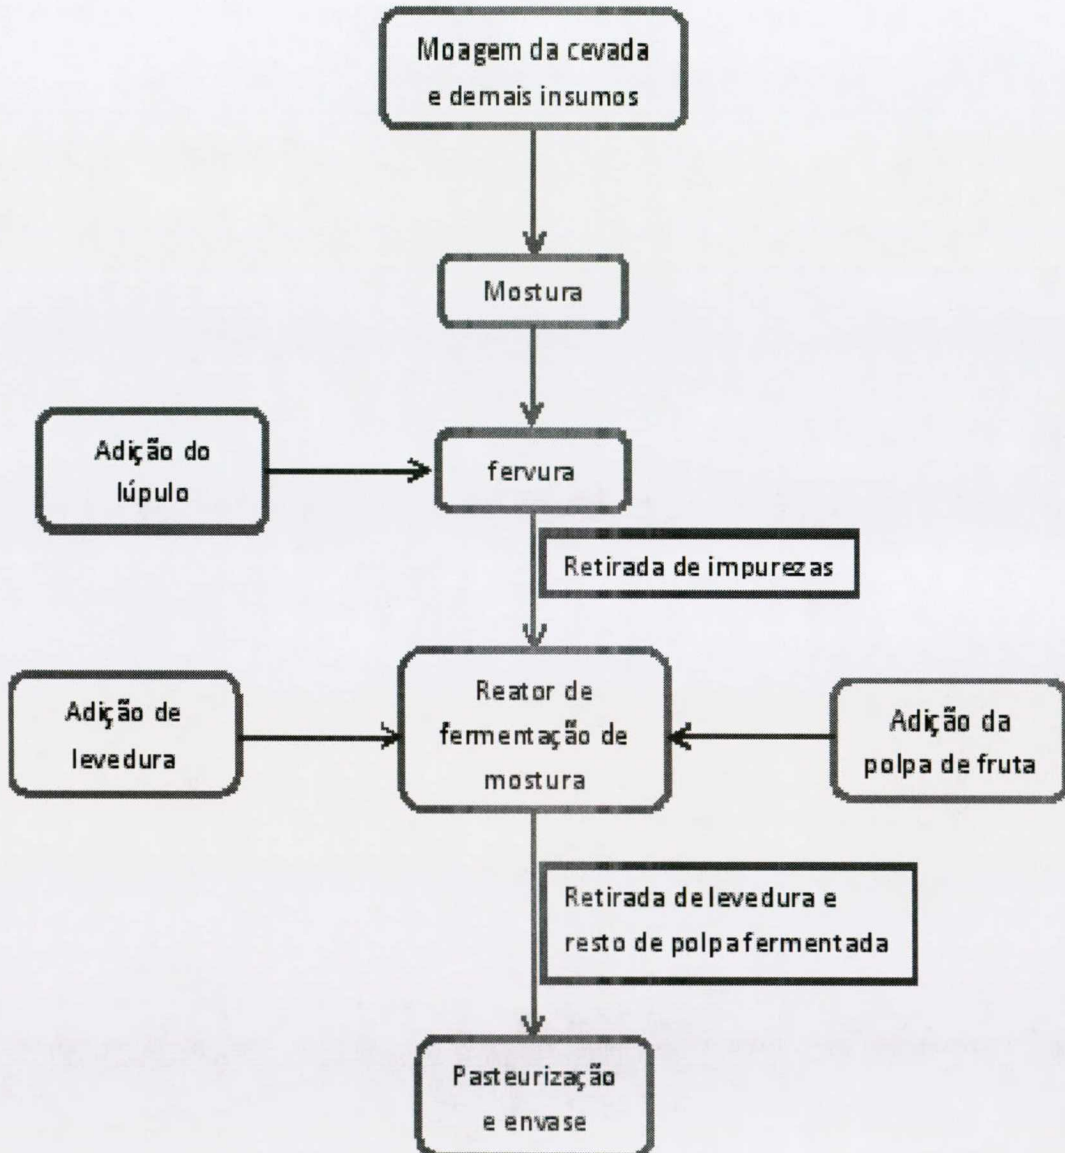 Moagem da cevada
e demais insumos
Mostura
Adição do
lúpulo
fervura
Retirada de impurezas
Adição de
levedura
Reator de
fermentação de
mostura
Adição da
polpa de fruta
Retirada de levedura e
resto de polpa fermentada
Pasteurização
e envase